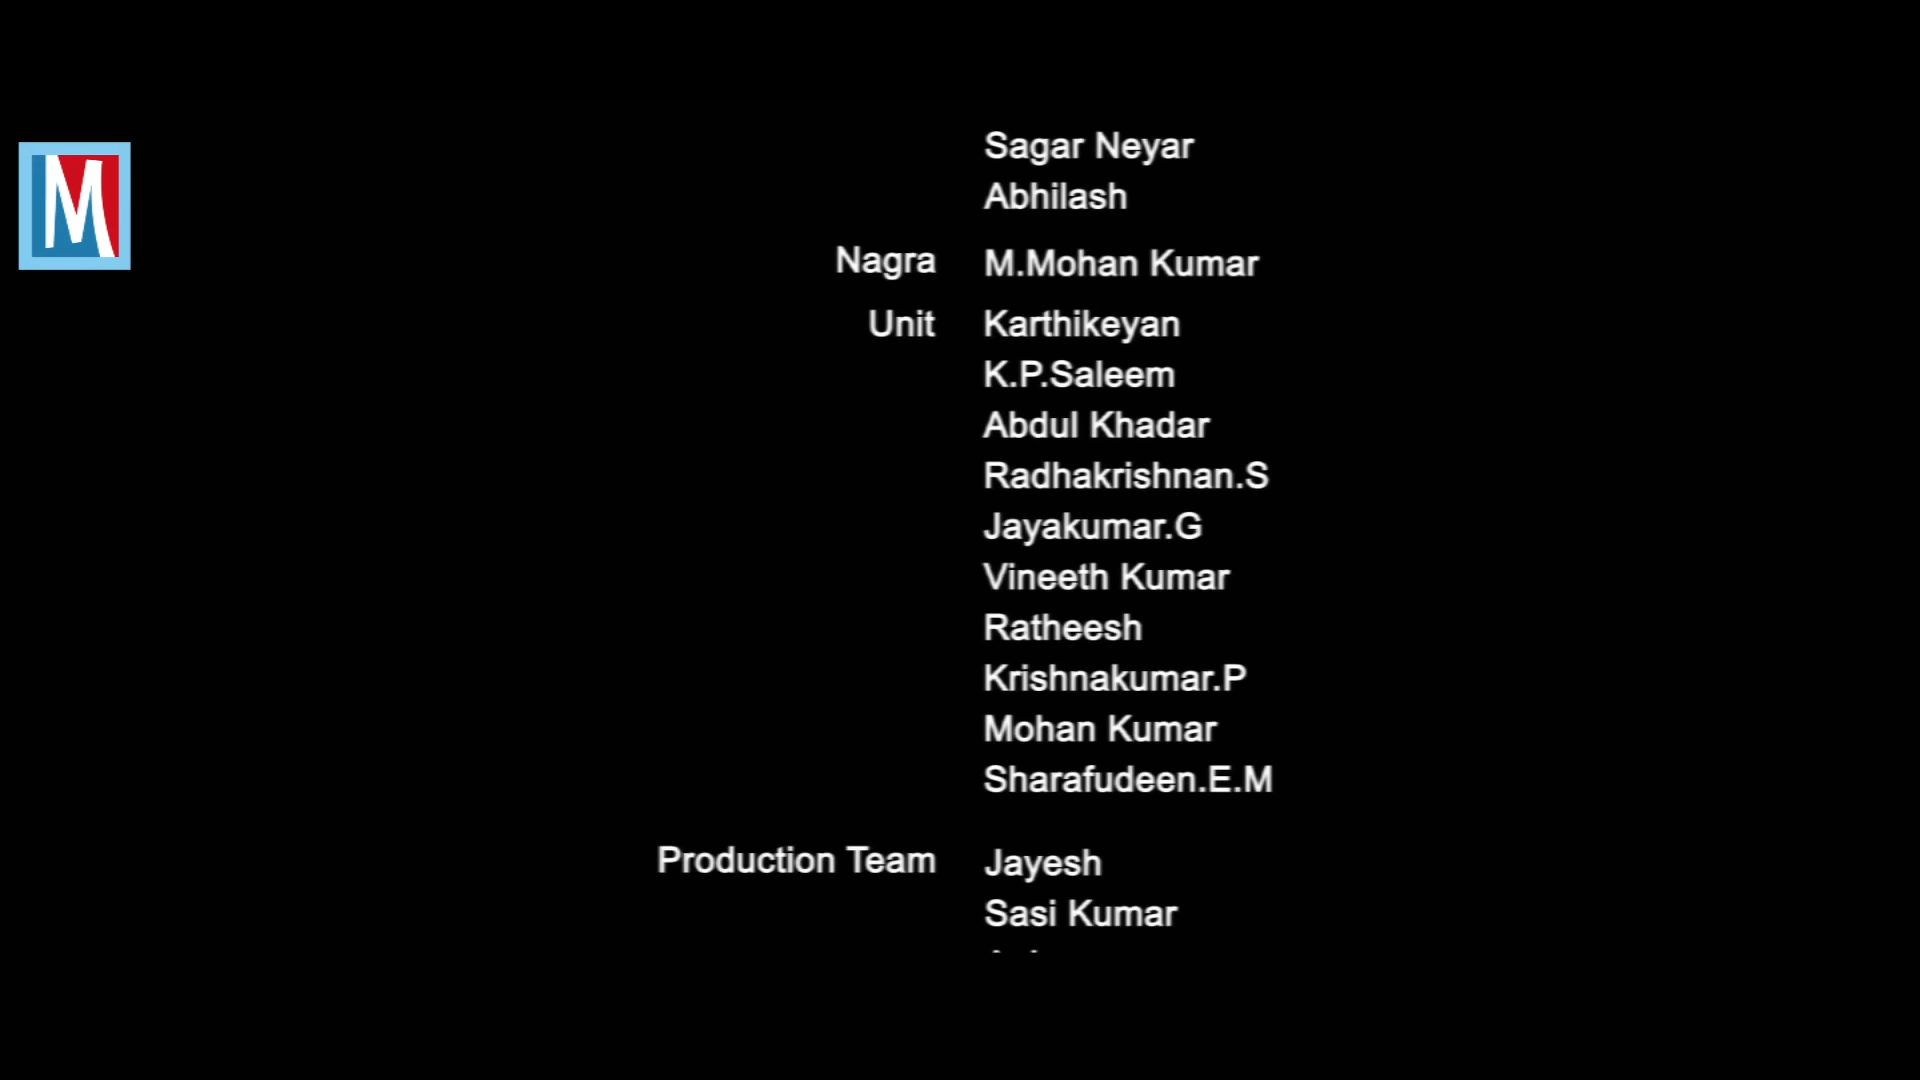 M
Sagar Neyar
Abhilash
Nagra M.Mohan Kumar
Unit Karthikeyan
K.P.Saleem
Abdul Khadar
Radhakrishnan.S
Jayakumar.G
Vineeth Kumar
Ratheesh
Krishnakumar.P
Mohan Kumar
Sharafudeen.E.M
Production Team Jayesh
Sasi Kumar